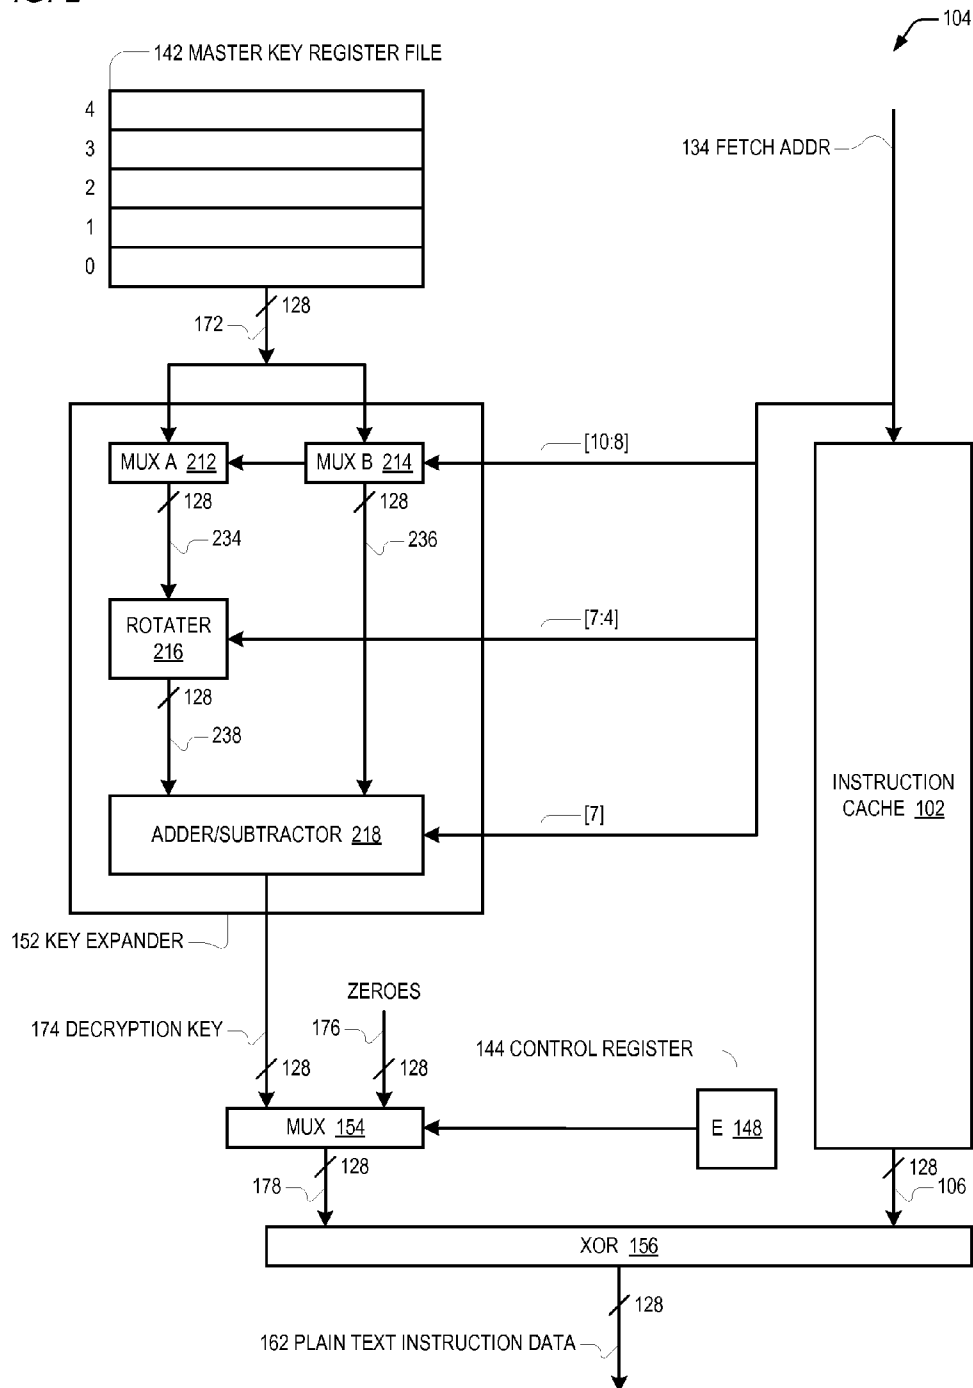 104
142 MASTER KEY REGISTER FILE
4
3
2
1
0
134 FETCH ADDR
128
172
[10:8]
MUX A 212
MUX B 214
128
128
234
236
[7:4]
ROTATER
216
128
238
[7]
ADDER/SUBTRACTOR 218
INSTRUCTION
CACHE 102
152 KEY EXPANDER
ZEROES
174 DECRYPTION KEY
176
144 CONTROL REGISTER
128
128
MUX 154
E 148
128
178
128
106
XOR 156
128
162 PLAIN TEXT INSTRUCTION DATA